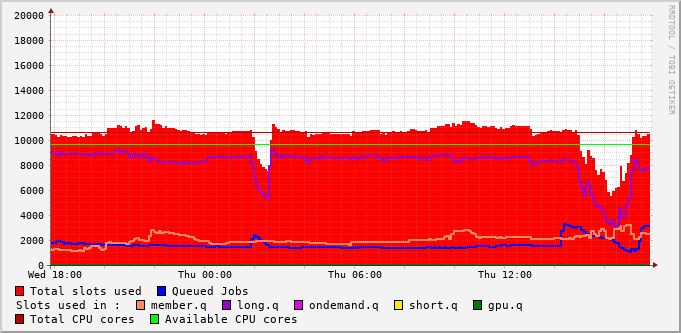 20000
18000
16000
14000
12000
10000
8000
6000
4000
2000
0
Wed 18:00 Thu 00:00 Thu 06:00 Thu 12:00
RRDTOOL / TOBI OETIKER
Total slots used Queued Jobs
Slots used in : member.q long.q ondemand.q short.q gpu.q
Total CPU cores Available CPU cores